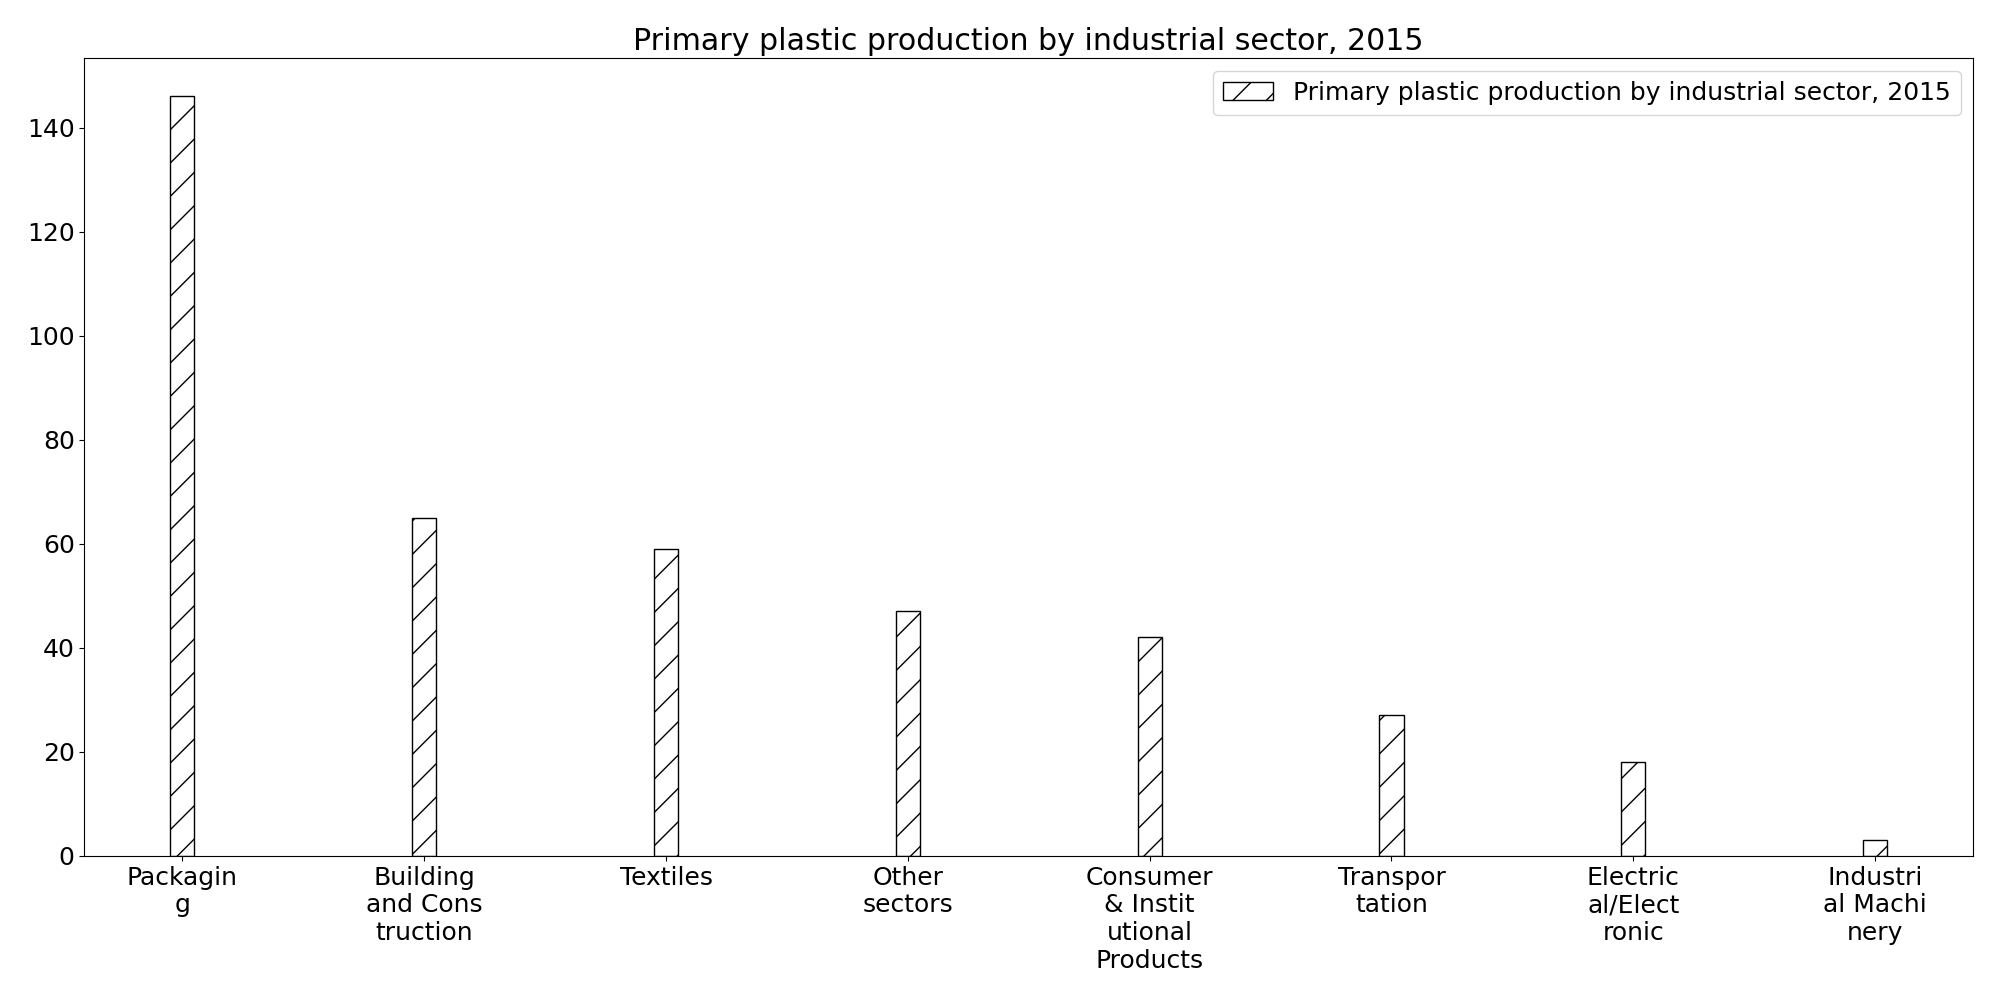 Primary plastic production by industrial sector, 2015
Primary plastic production by industrial sector, 2015
140
120
100
80
60
40
20
0
Packagin
g
Building
and Cons
truction
Textiles
Other
sectors
Consumer
& Instit
utional
Products
Transpor
tation
Electric
al/Elect
ronic
Industri
al Machi
nery